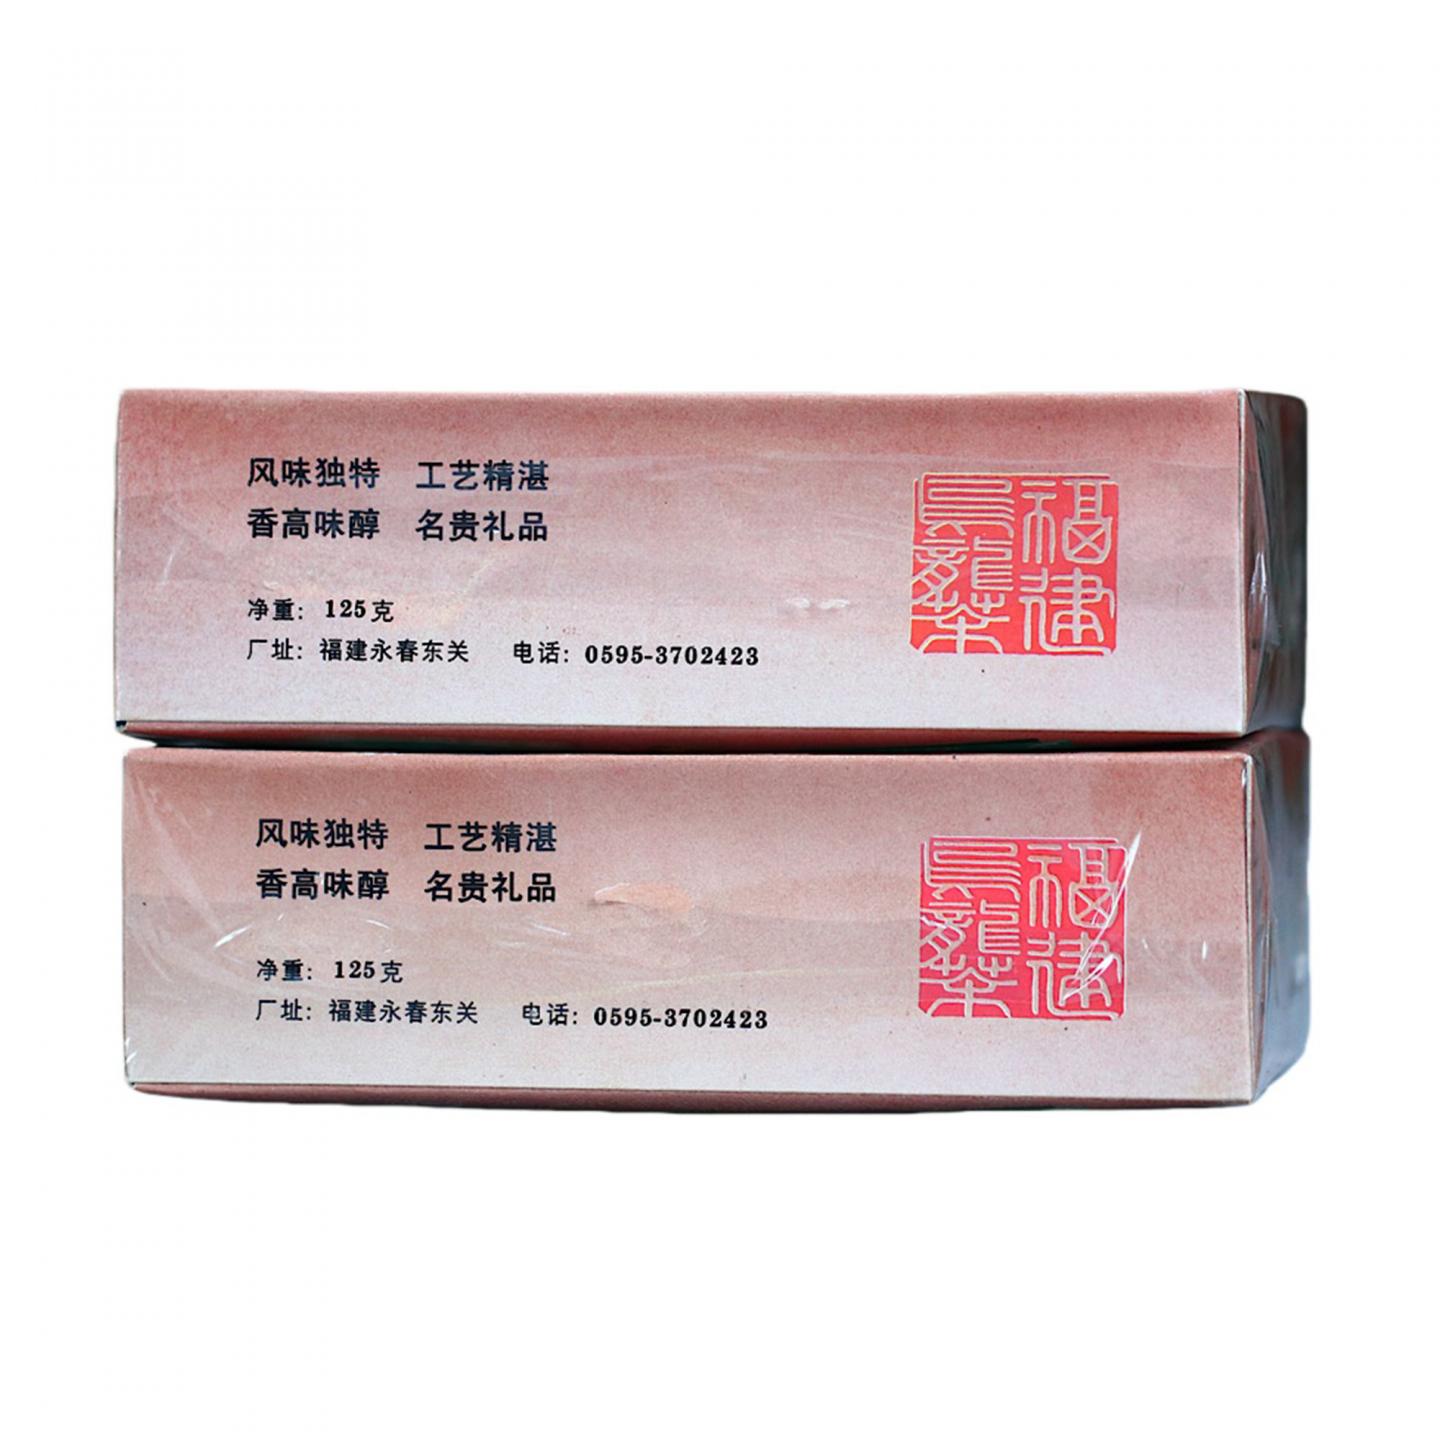 风味独特 工艺精湛
香高味醇 名贵礼品
净重: 125克
厂址: 福建永春东关 电话: 0595-3702423
福建
乌龍茶
风味独特 工艺精湛
香高味醇 名贵礼品
净重: 125克
厂址: 福建永春东关 电话: 0595-3702423
福建
乌龍茶